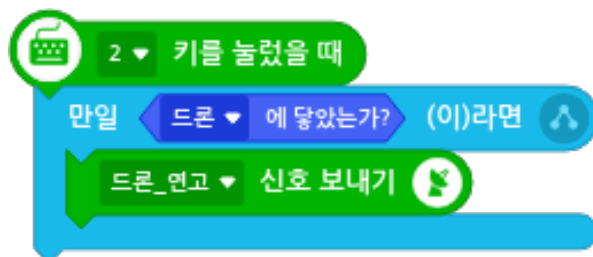 2 키를 눌렀을 때
만일 드론 에 닿았는가? (이)라면
드론_연고 신호 보내기